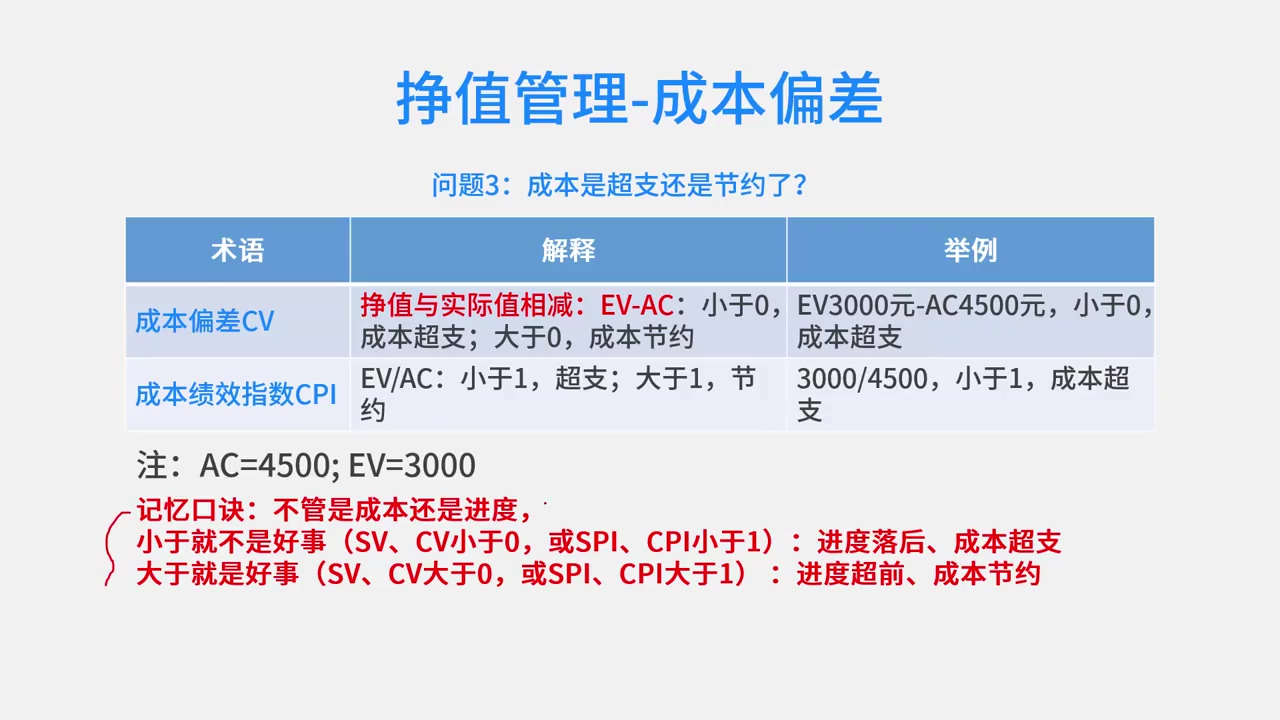 挣值管理-成本偏差
问题3：成本是超支还是节约了？
术语 解释 举例
成本偏差CV
挣值与实际值相减：EV-AC：小于0，
成本超支；大于0，成本节约
EV3000元-AC4500元，小于0，
成本超支
成本绩效指数CPI
EV/AC：小于1，超支；大于1，节
约
3000/4500，小于1，成本超
支
注：AC=4500; EV=3000
记忆口诀：不管是成本还是进度，
小于就不是好事（SV、CV小于0，或SPI、CPI小于1）：进度落后、成本超支
大于就是好事（SV、CV大于0，或SPI、CPI大于1） ：进度超前、成本节约